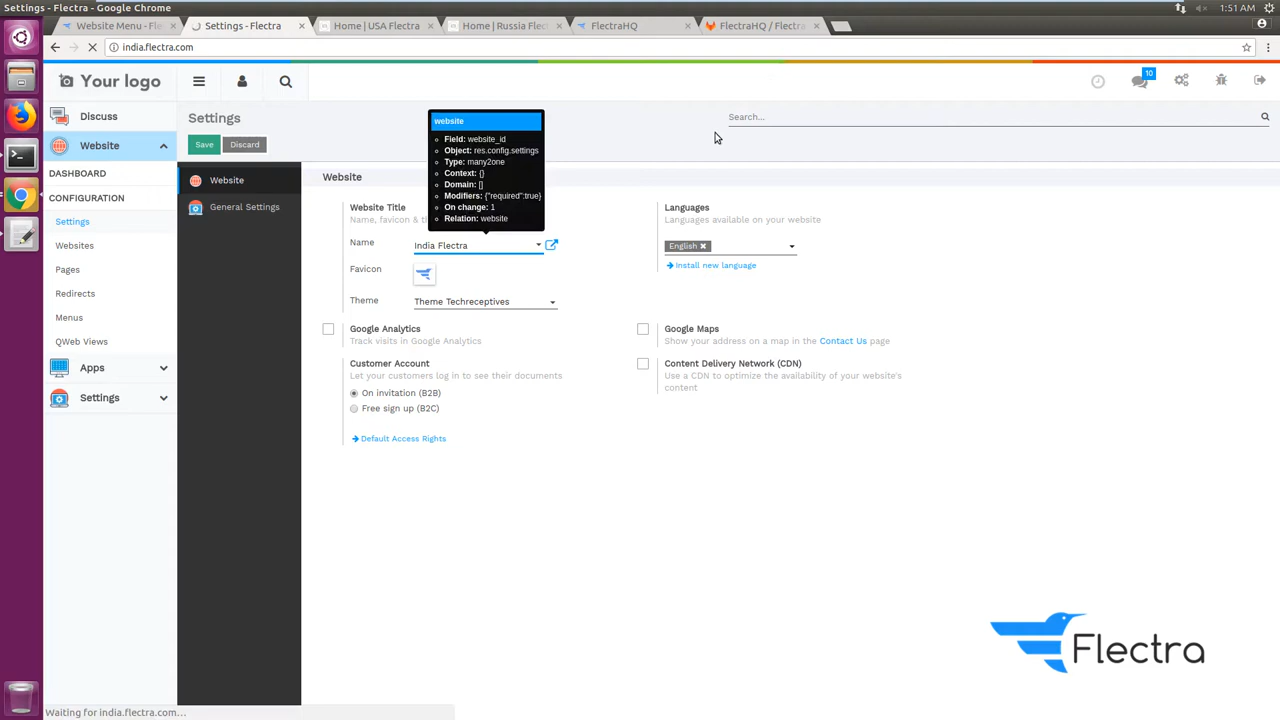 Settings - Flectra - Google Chrome
1:51 AM
Website Menu - Flectra
Settings - Flectra
Home | USA Flectra
Home | Russia Flectra
FlectraHQ
FlectraHQ / Flectra
india.flectra.com
Your logo
10
Discuss
Website
DASHBOARD
CONFIGURATION
Settings
Websites
Pages
Redirects
Menus
QWeb Views
Apps
Settings
Settings
Search...
Save
Discard
Website
General Settings
website
Field: website_id
Object: res.config.settings
Type: many2one
Context: {}
Domain: []
Modifiers: {"required":true}
On change: 1
Relation: website
Website
Website Title
Name, favicon & th
Name
India Flectra
Favicon
Theme
Theme Techreceptives
Languages
Languages available on your website
English
Install new language
Google Analytics
Track visits in Google Analytics
Google Maps
Show your address on a map in the Contact Us page
Customer Account
Let your customers log in to see their documents
On invitation (B2B)
Free sign up (B2C)
Default Access Rights
Content Delivery Network (CDN)
Use a CDN to optimize the availability of your website's
content
Flectra
Waiting for india.flectra.com...